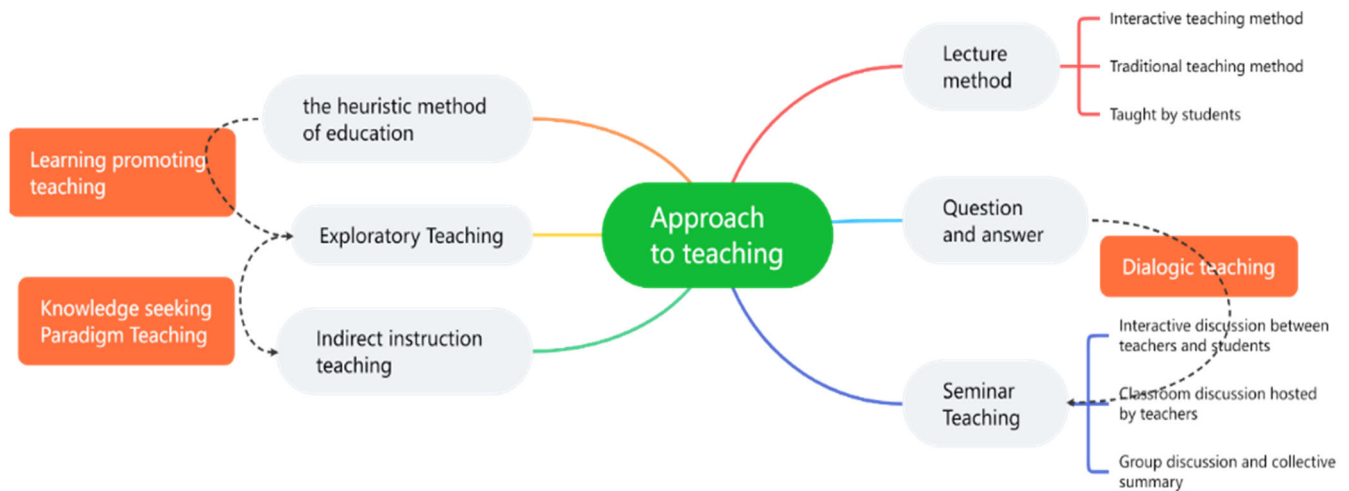 Approach
to teaching
the heuristic method
of education
Learning promoting
teaching
Exploratory Teaching
Knowledge seeking
Paradigm Teaching
Indirect instruction
teaching
Lecture
method
Interactive teaching method
Traditional teaching method
Taught by students
Question
and answer
Dialogic teaching
Seminar
Teaching
Interactive discussion between
teachers and students
Classroom discussion hosted
by teachers
Group discussion and collective
summary